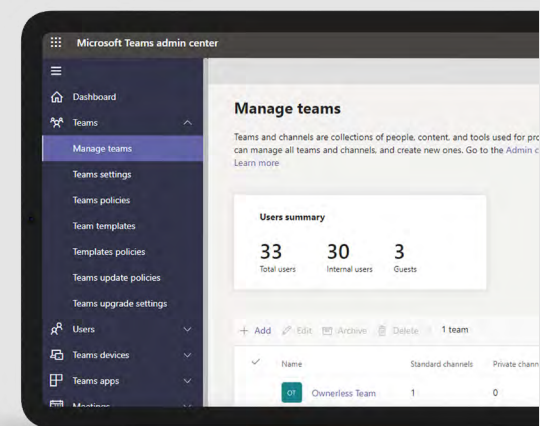 Microsoft Teams admin center
Dashboard
Teams
Manage teams
Teams settings
Teams policies
Team templates
Templates policies
Teams update policies
Teams upgrade settings
Users
Teams devices
Teams apps
Meetings
Manage teams
Teams and channels are collections of people, content, and tools used for
can manage all teams and channels, and create new ones. Go to the Admin
Learn more
Users summary
33 30 3
Total users Internal users Guests
+ Add Edit Archive Delete 1 team
Name Standard channels Private
OT Ownerless Team 1 0